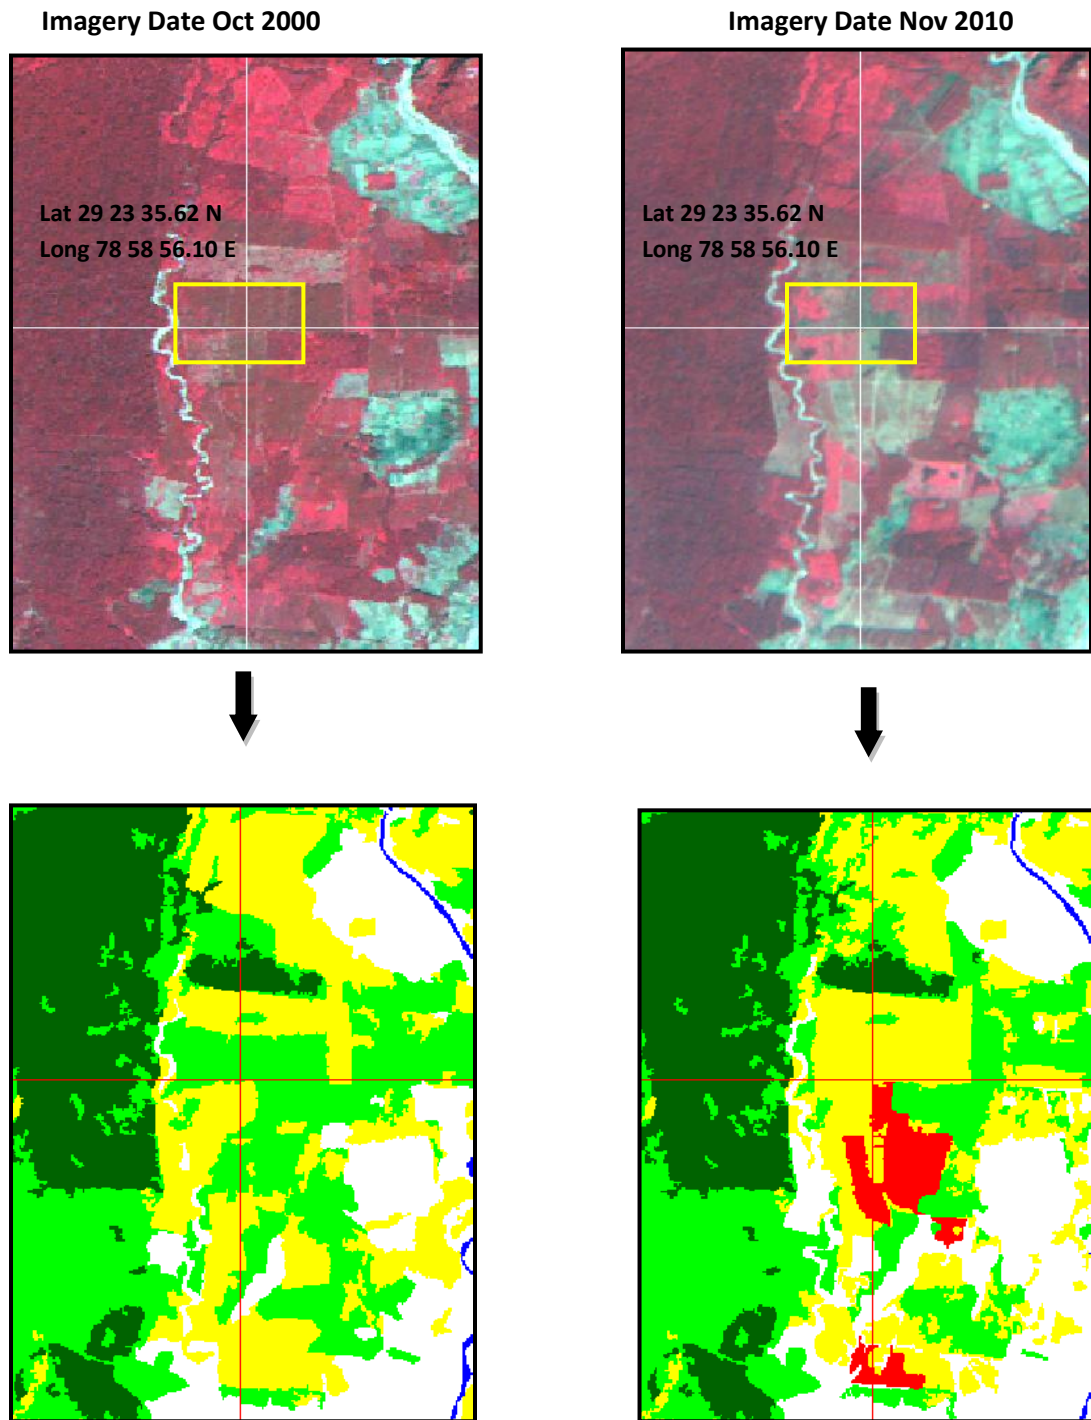 Imagery Date Oct 2000
Imagery Date Nov 2010
Lat 29 23 35.62 N
Long 78 58 56.10 E
Lat 29 23 35.62 N
Long 78 58 56.10 E